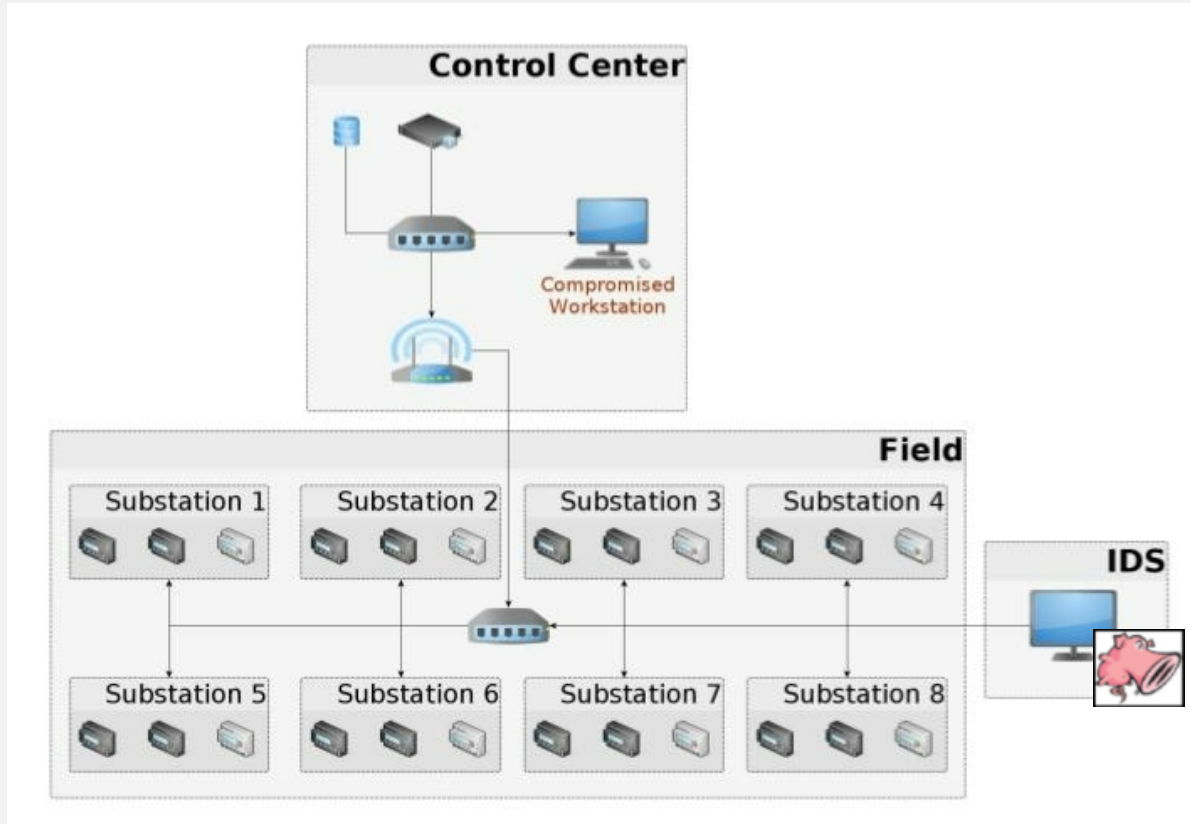 Control Center
Compromised
Workstation
Field
Substation 1
Substation 2
Substation 3
Substation 4
IDS
Substation 5
Substation 6
Substation 7
Substation 8